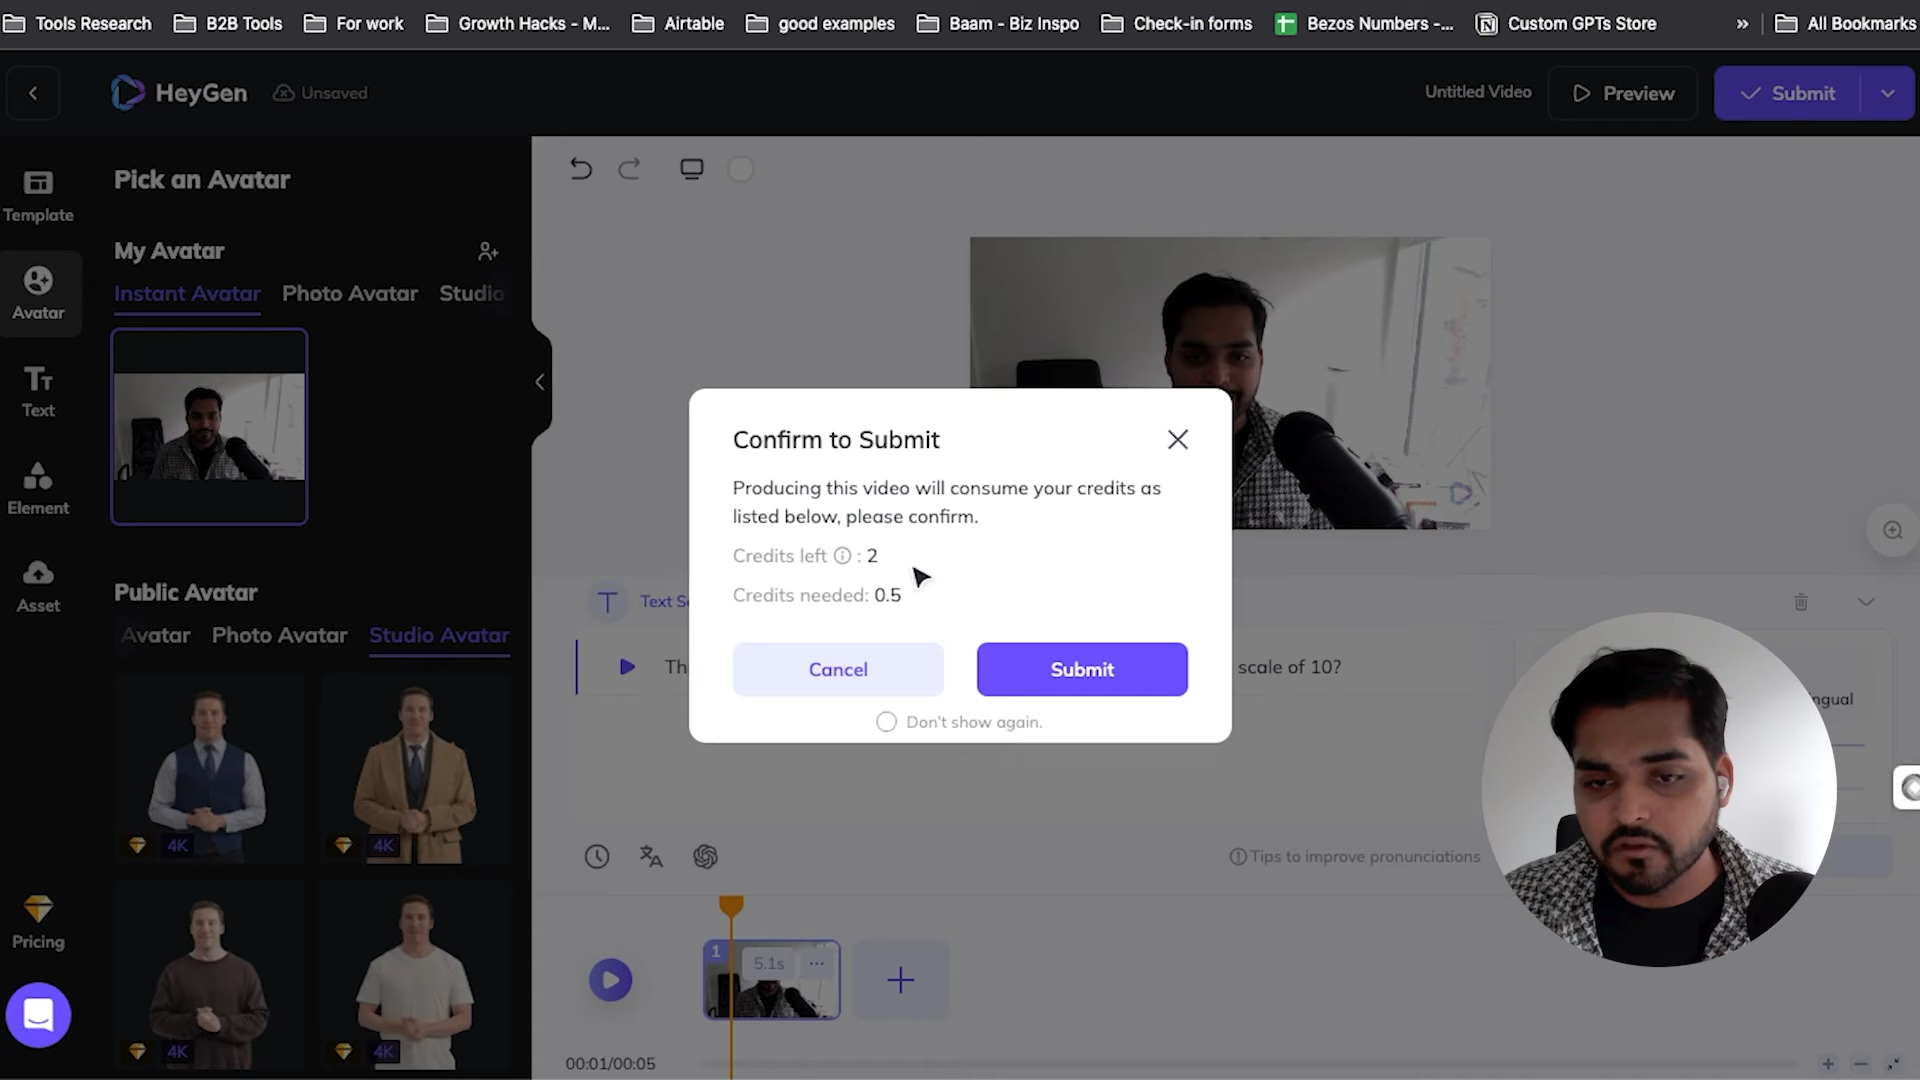 Tools Research
B2B Tools
For work
Growth Hacks - M...
Airtable
good examples
Baam - Biz Inspo
Check-in forms
Bezos Numbers -...
Custom GPTs Store
»
All Bookmarks
HeyGen
Unsaved
Untitled Video
Preview
Submit
Template
Avatar
Text
Element
Asset
Pricing
Pick an Avatar
My Avatar
Instant Avatar
Photo Avatar
Studio
Public Avatar
Avatar
Photo Avatar
Studio Avatar
4K
4K
4K
4K
Confirm to Submit
Producing this video will consume your credits as
listed below, please confirm.
Credits left : 2
Credits needed: 0.5
Cancel
Submit
Don't show again.
Text
scale of 10?
Tips to improve pronunciations
1
5.1s
00:01/00:05